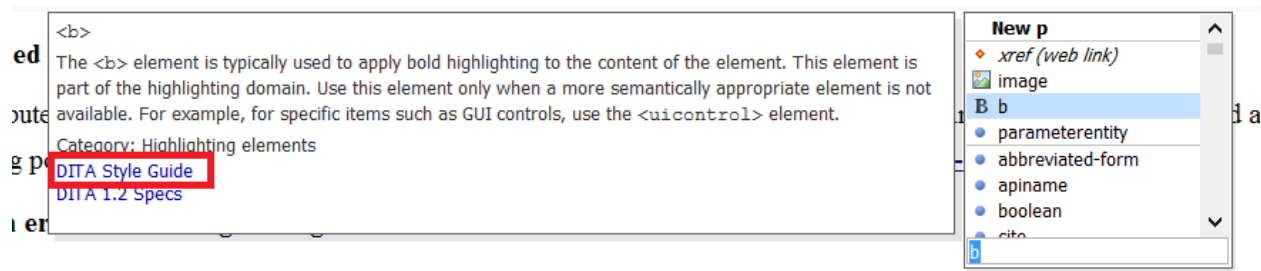 <b>
The <b> element is typically used to apply bold highlighting to the content of the element. This element is
part of the highlighting domain. Use this element only when a more semantically appropriate element is not
available. For example, for specific items such as GUI controls, use the <uicontrol> element.
Category: Highlighting elements
DITA Style Guide
DITA 1.2 Specs
New p
xref (web link)
image
B b
parameterentity
abbreviated-form
apiname
boolean
cite
b
ed
er